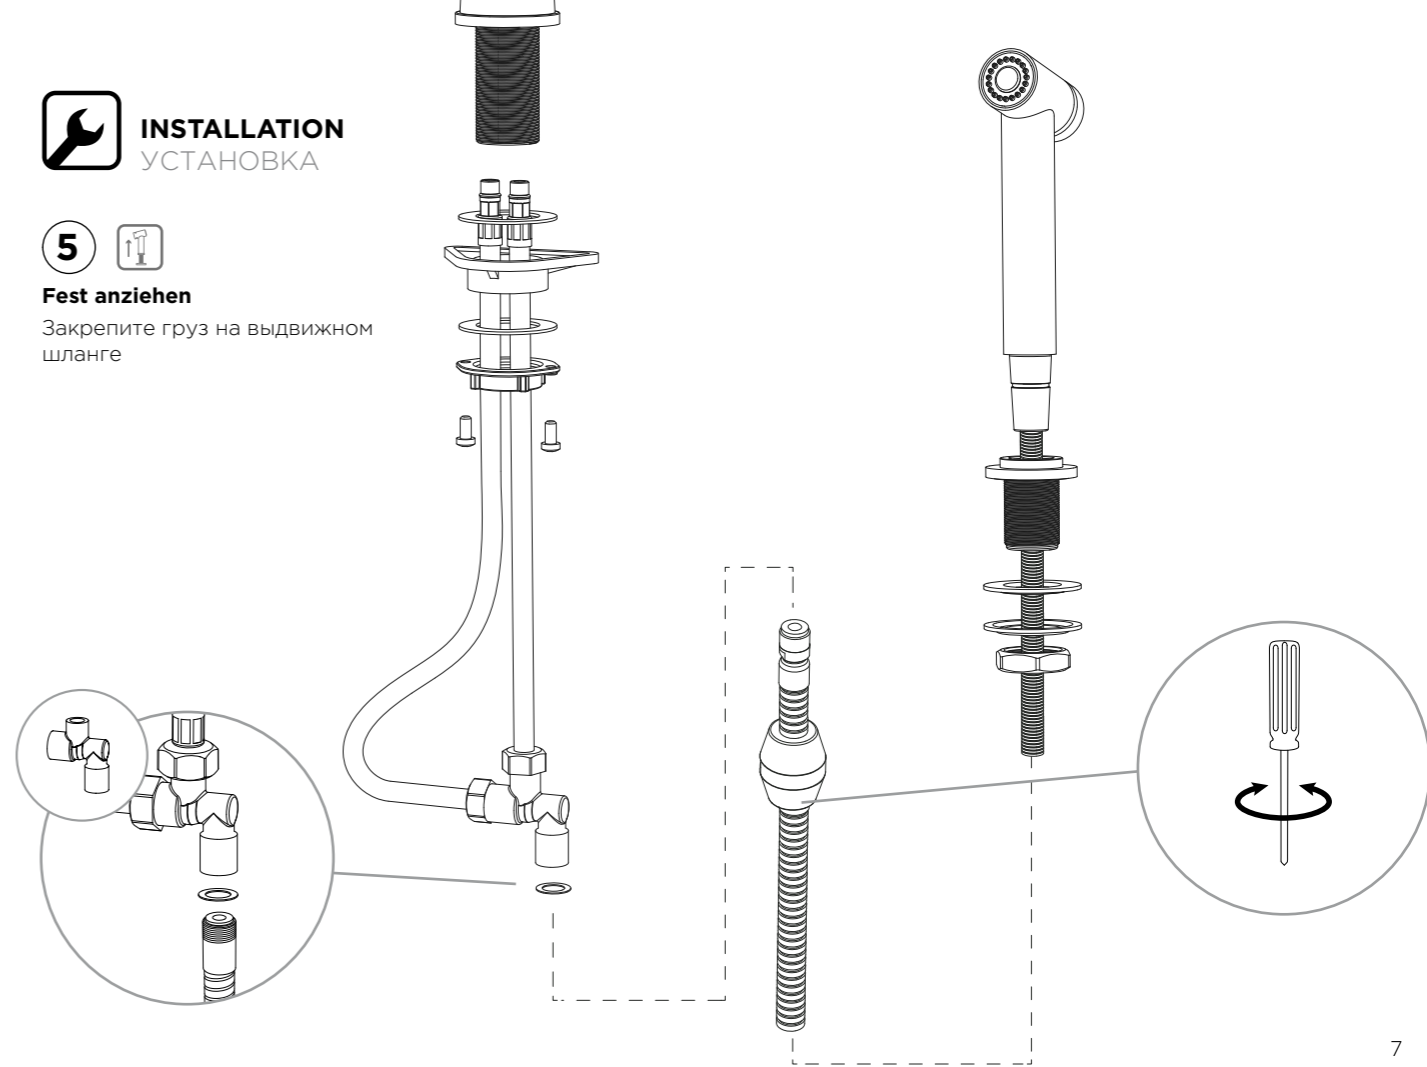 INSTALLATION
УСТАНОВКА
5
Fest anziehen
Закрепите груз на выдвижном
шланге
7